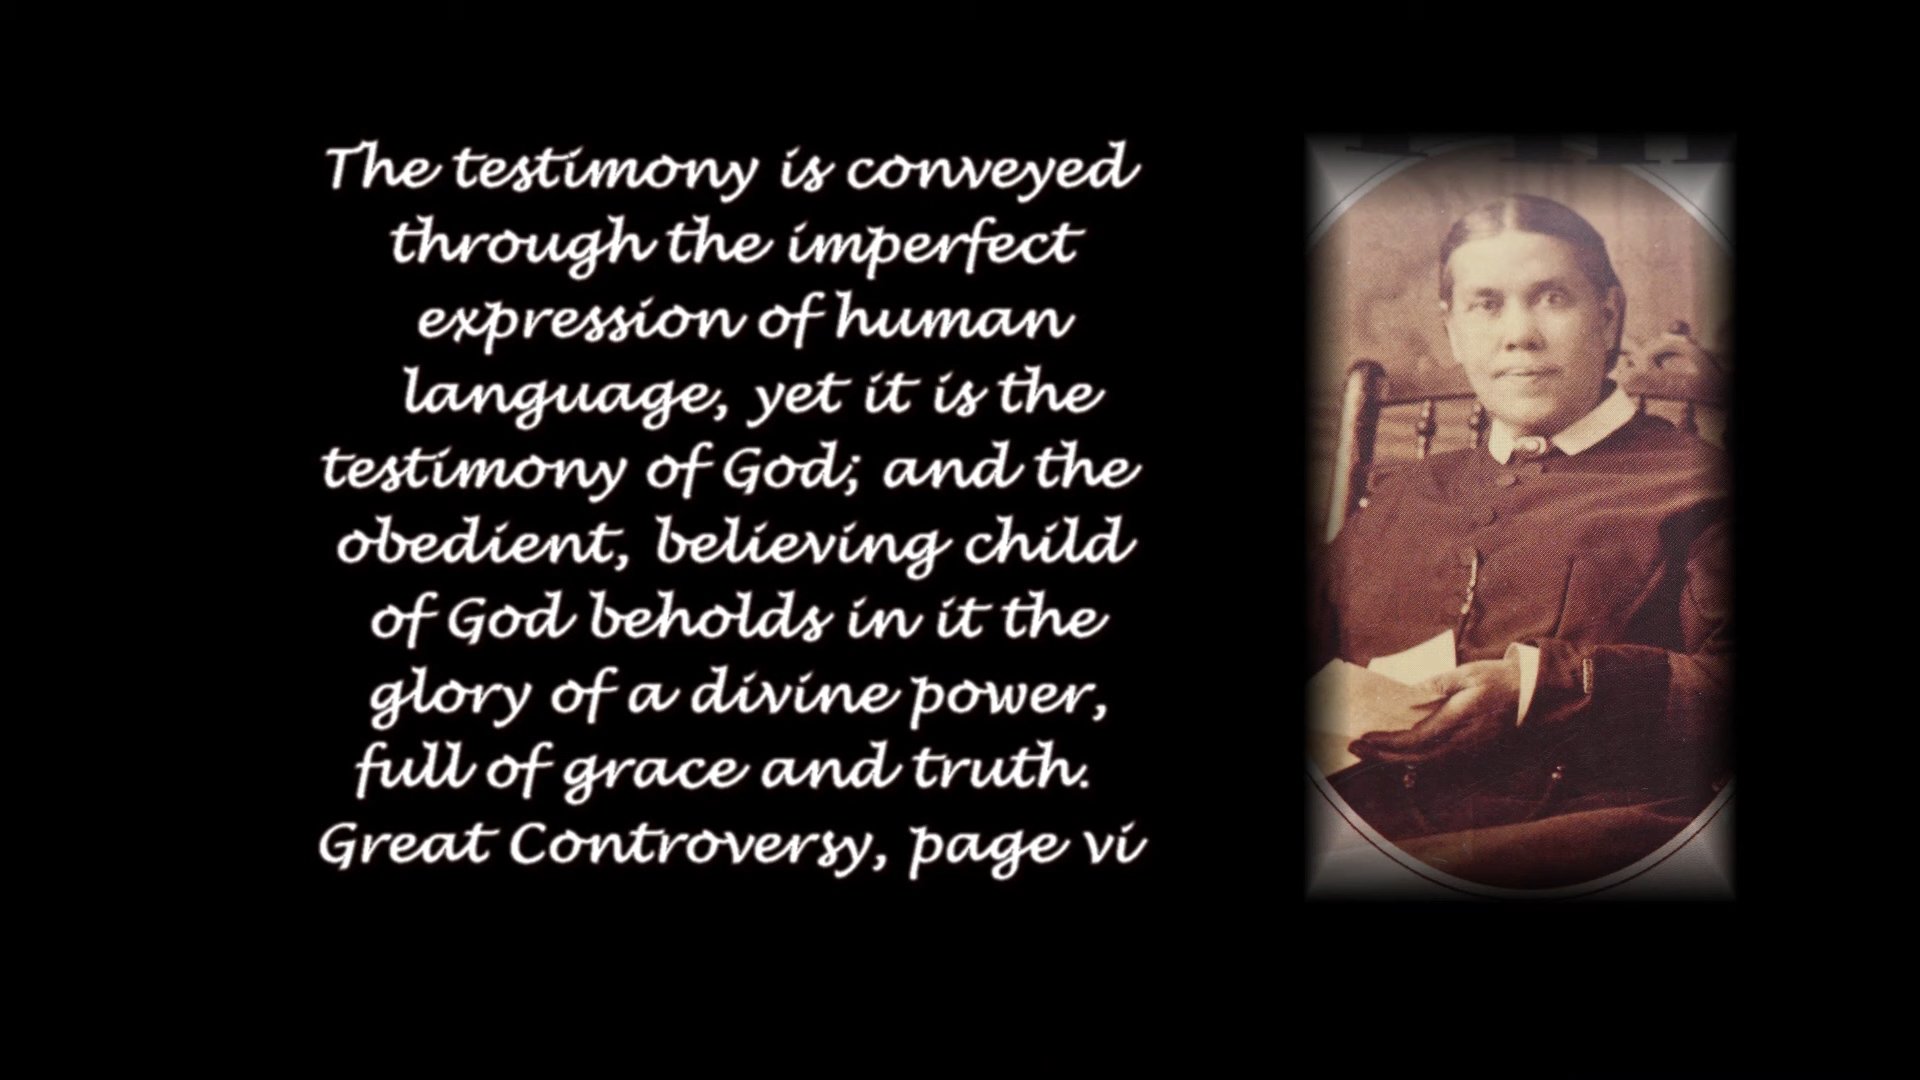 The testimony is conveyed
through the imperfect
expression of human
language, yet it is the
testimony of God; and the
obedient, believing child
of God beholds in it the
glory of a divine power,
full of grace and truth.
Great Controversy, page vi